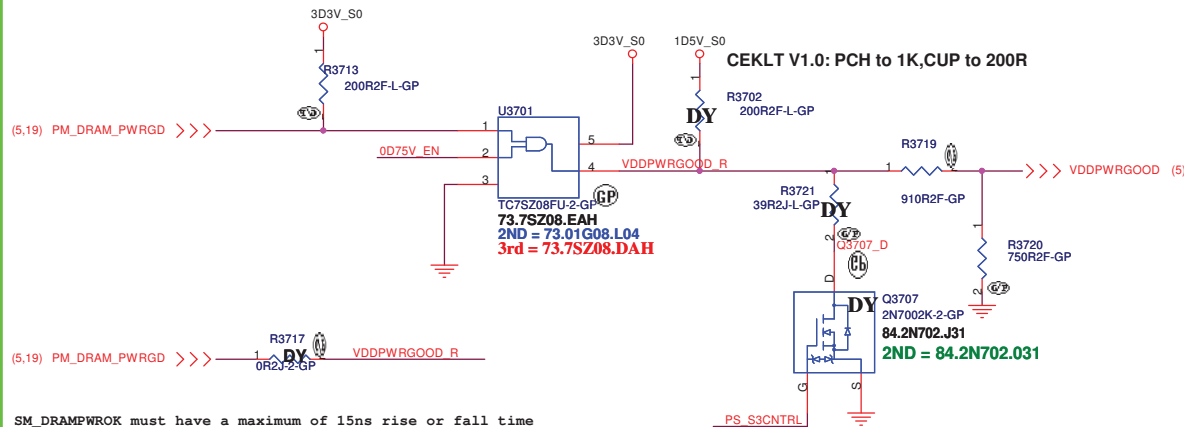 3D3V_S0
3D3V_S0
1D5V_S0
CEKLT V1.0: PCH to 1K,CUP to 200R
1
R3713
200R2F-L-GP
1
R3702
200R2F-L-GP
DY
U3701
(5,19) PM_DRAM_PWRGD
1
5
0D75V_EN
2
4
VDDPWRGOOD_R
3
R3719
1
910R2F-GP
VDDPWRGOOD (5)
TC7SZ08FU-2-GP
GP
73.7SZ08.EAH
2ND = 73.01G08.L04
3rd = 73.7SZ08.DAH
1
R3721
39R2J-L-GP
DY
2
G/P
Q3707_D
1
R3720
750R2F-GP
2
G/P
D
DY
Q3707
2N7002K-2-GP
84.2N702.J31
2ND = 84.2N702.031
G
S
(5,19) PM_DRAM_PWRGD
1
R3717
DY
0R2J-2-GP
VDDPWRGOOD_R
SM_DRAMPWROK must have a maximum of 15ns rise or fall time
PS_S3CNTRL